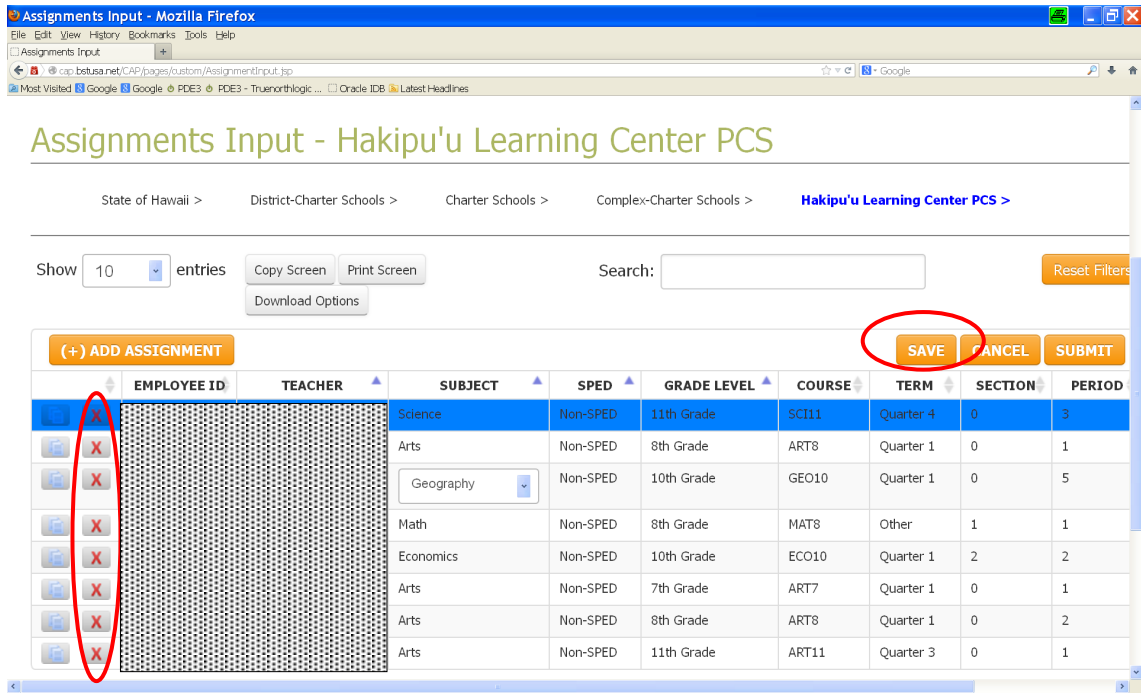 Assignments Input - Mozilla Firefox
File Edit View History Bookmarks Tools Help
Assignments Input +
cap.bstusa.net/CAP/pages/custom/AssignmentInput.jsp Google
Most Visited Google Google PDE3 PDE3 - Truenorthlogic ... Oracle IDB Latest Headlines
Assignments Input - Hakipu'u Learning Center PCS
State of Hawaii > District-Charter Schools > Charter Schools > Complex-Charter Schools > Hakipu'u Learning Center PCS >
Show 10 entries Copy Screen Print Screen Search: Reset Filters
Download Options
(+) ADD ASSIGNMENT SAVE CANCEL SUBMIT
EMPLOYEE ID TEACHER SUBJECT SPED GRADE LEVEL COURSE TERM SECTION PERIOD
X Science Non-SPED 11th Grade SCI11 Quarter 4 0 3
X Arts Non-SPED 8th Grade ART8 Quarter 1 0 1
X Geography Non-SPED 10th Grade GEO10 Quarter 1 0 5
X Math Non-SPED 8th Grade MAT8 Other 1 1
X Economics Non-SPED 10th Grade ECO10 Quarter 1 2 2
X Arts Non-SPED 7th Grade ART7 Quarter 1 0 1
X Arts Non-SPED 8th Grade ART8 Quarter 1 0 2
X Arts Non-SPED 11th Grade ART11 Quarter 3 0 1